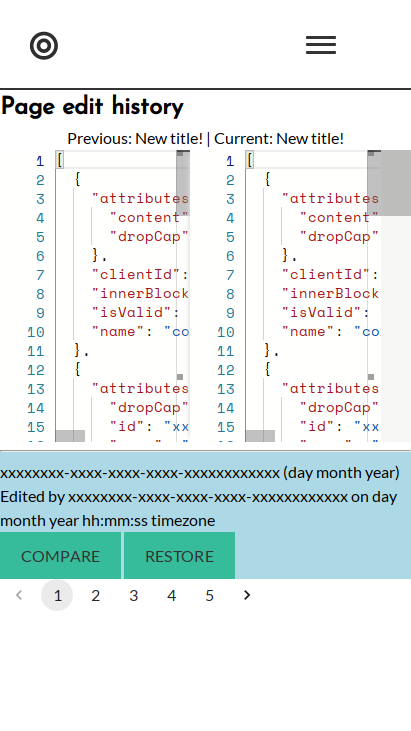 Page edit history
Previous: New title! | Current: New title!
1 [
2 {
3 "attributes
4 "content"
5 "dropCap"
6 },
7 "clientId":
8 "innerBlock
9 "isValid":
10 "name": "co
11 },
12 {
13 "attributes
14 "dropCap"
15 "id": "xx
1 [
2 {
3 "attributes
4 "content"
5 "dropCap"
6 },
7 "clientId":
8 "innerBlock
9 "isValid":
10 "name": "co
11 },
12 {
13 "attributes
14 "dropCap"
15 "id": "xx
xxxxxxxx-xxxx-xxxx-xxxx-xxxxxxxxxxxx (day month year)
Edited by xxxxxxxx-xxxx-xxxx-xxxx-xxxxxxxxxxxx on day
month year hh:mm:ss timezone
COMPARE RESTORE
1 2 3 4 5